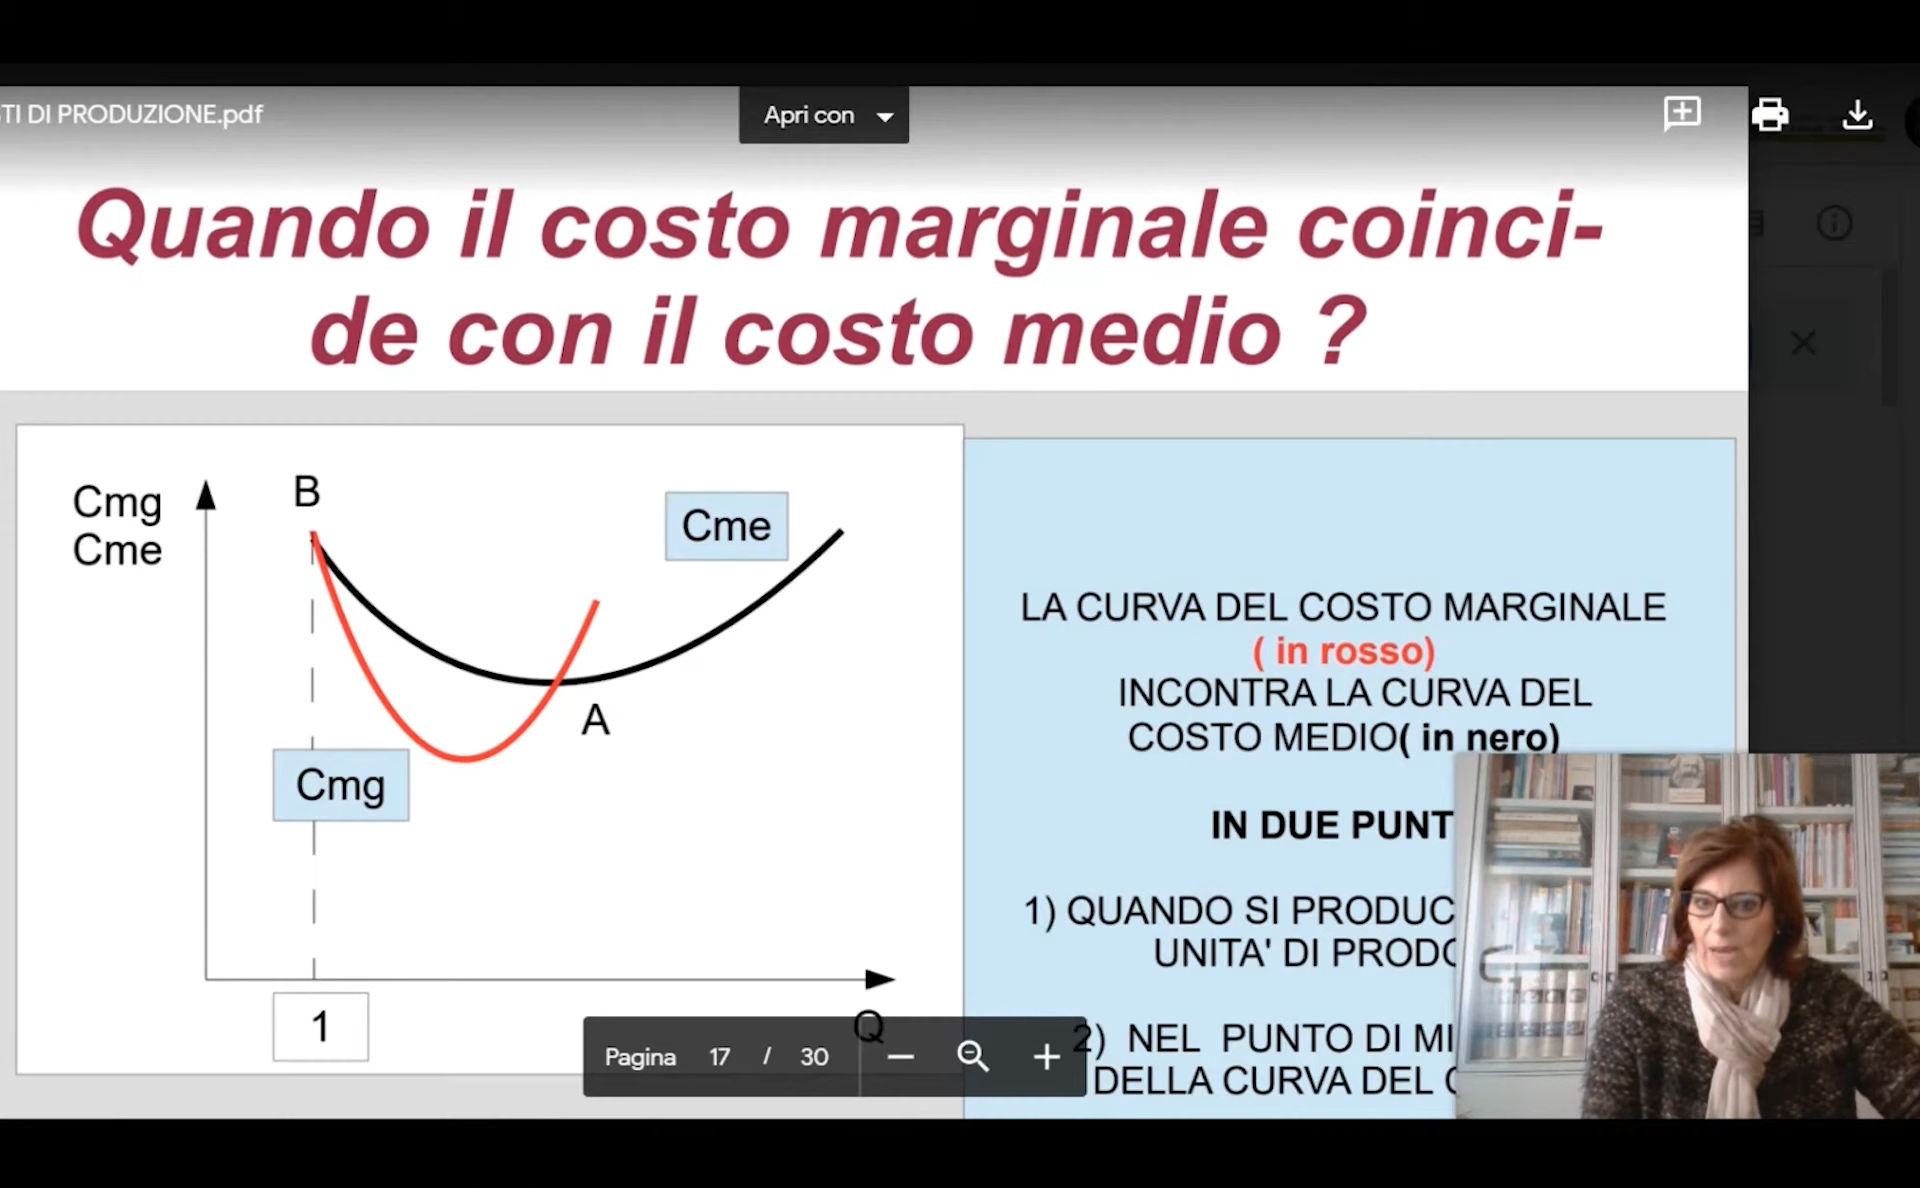 TI DI PRODUZIONE.pdf
Apri con
Quando il costo marginale coinci-
de con il costo medio ?
Cmg
Cme
B
Cme
A
Cmg
1
Q
LA CURVA DEL COSTO MARGINALE
( in rosso)
INCONTRA LA CURVA DEL
COSTO MEDIO( in nero)
IN DUE PUNT
1) QUANDO SI PRODUC
UNITA' DI PROD
2) NEL PUNTO DI MI
DELLA CURVA DEL
Pagina 17 / 30